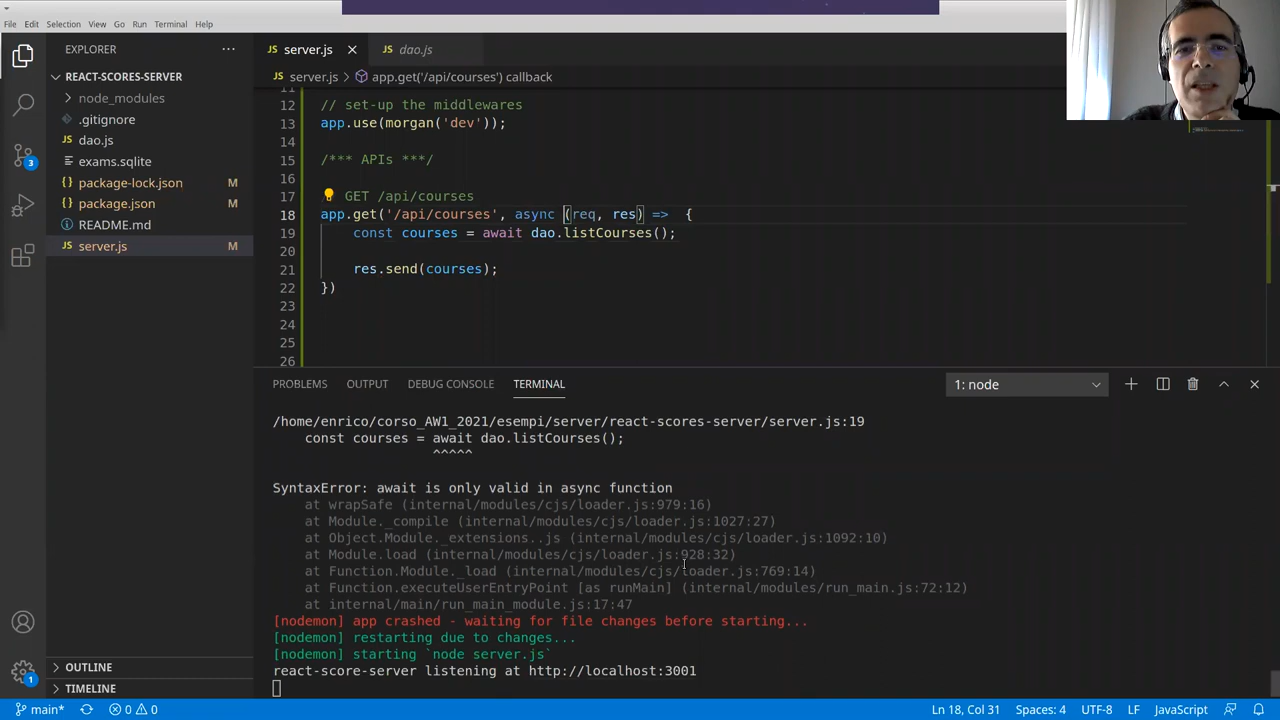 File Edit Selection View Go Run Terminal Help
EXPLORER
REACT-SCORES-SERVER
node_modules
.gitignore
dao.js
exams.sqlite
package-lock.json M
package.json M
README.md
server.js M
OUTLINE
TIMELINE
3
1
JS server.js
JS dao.js
JS server.js > app.get('/api/courses') callback
11
12 // set-up the middlewares
13 app.use(morgan('dev'));
14
15 /*** APIs ***/
16
17 GET /api/courses
18 app.get('/api/courses', async (req, res) => {
19 const courses = await dao.listCourses();
20
21 res.send(courses);
22 })
23
24
25
26
PROBLEMS OUTPUT DEBUG CONSOLE TERMINAL
1: node
/home/enrico/corso_AW1_2021/esempi/server/react-scores-server/server.js:19
const courses = await dao.listCourses();
^^^^^
SyntaxError: await is only valid in async function
at wrapSafe (internal/modules/cjs/loader.js:979:16)
at Module._compile (internal/modules/cjs/loader.js:1027:27)
at Object.Module._extensions..js (internal/modules/cjs/loader.js:1092:10)
at Module.load (internal/modules/cjs/loader.js:928:32)
at Function.Module._load (internal/modules/cjs/loader.js:769:14)
at Function.executeUserEntryPoint [as runMain] (internal/modules/run_main.js:72:12)
at internal/main/run_main_module.js:17:47
[nodemon] app crashed - waiting for file changes before starting...
[nodemon] restarting due to changes...
[nodemon] starting `node server.js`
react-score-server listening at http://localhost:3001
main* 0 0 Ln 18, Col 31 Spaces: 4 UTF-8 LF JavaScript